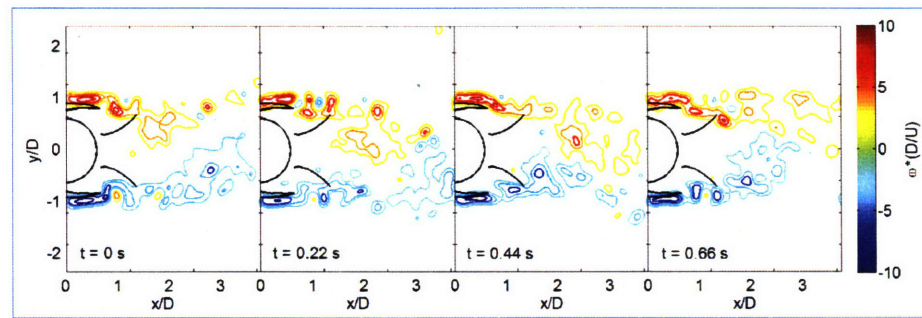 10
2
1
y/D
0
-1
-2
5
0
-5
-10
ω*(D/U)
t = 0 s
t = 0.22 s
t = 0.44 s
t = 0.66 s
0 1 2 3
0 1 2 3
0 1 2 3
0 1 2 3
x/D
x/D
x/D
x/D